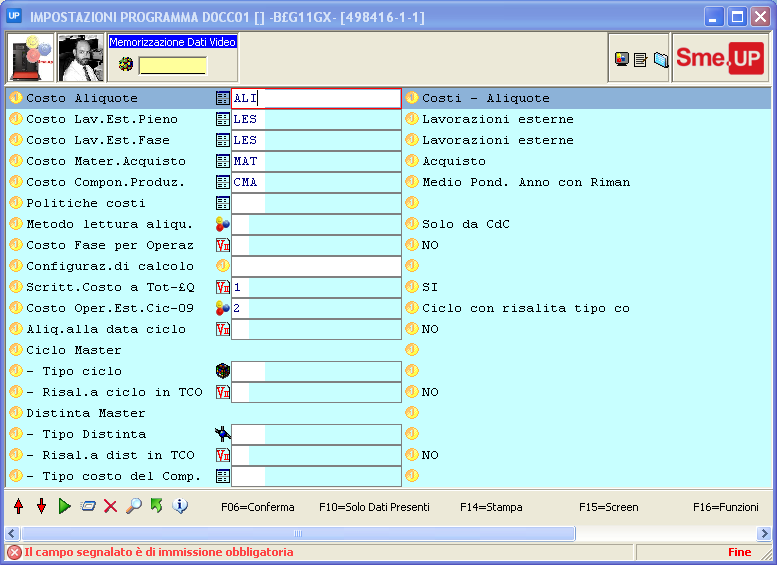 UP IMPOSTAZIONI PROGRAMMA D0CC01 [] -B£G11GX- [498416-1-1]
Memorizzazione Dati Video
Sme.UP
Costo Aliquote ALI Costi - Aliquote
Costo Lav.Est.Pieno LES Lavorazioni esterne
Costo Lav.Est.Fase LES Lavorazioni esterne
Costo Mater.Acquisto MAT Acquisto
Costo Compon.Produz. CMA Medio Pond. Anno con Riman
Politiche costi
Metodo lettura aliqu. Solo da CdC
Costo Fase per Operaz NO
Configuraz.di calcolo
Scritt.Costo a Tot-£Q 1 SI
Costo Oper.Est.Cic-09 2 Ciclo con risalita tipo co
Aliq.alla data ciclo NO
Ciclo Master
- Tipo ciclo
- Risal.a ciclo in TCO NO
Distinta Master
- Tipo Distinta
- Risal.a dist in TCO NO
- Tipo costo del Comp.
F06=Conferma F10=Solo Dati Presenti F14=Stampa F15=Screen F16=Funzioni
Il campo segnalato è di immissione obbligatoria Fine